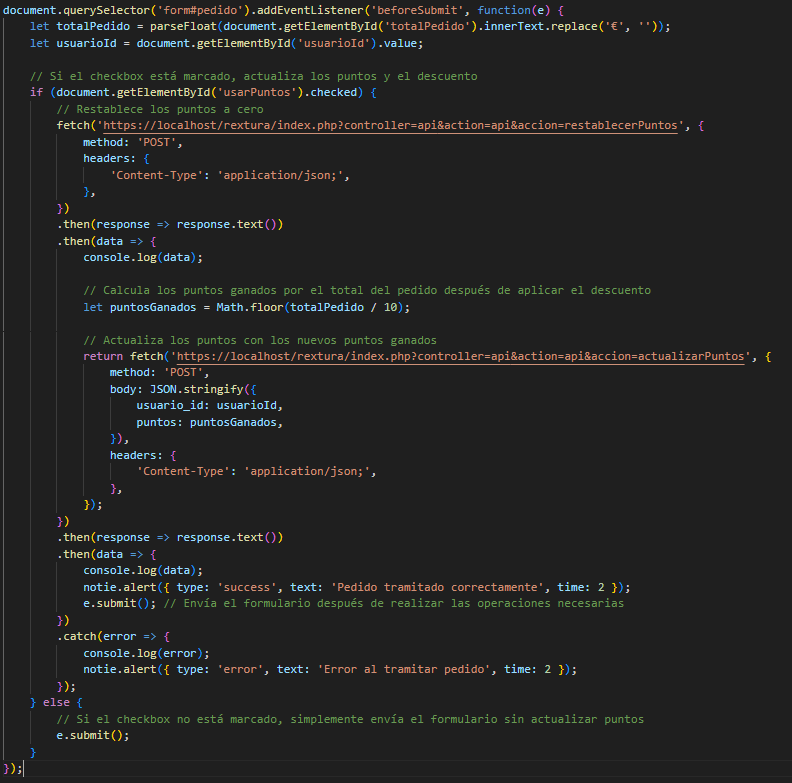 document.querySelector('form#pedido').addEventListener('beforeSubmit', function(e) {
    let totalPedido = parseFloat(document.getElementById('totalPedido').innerText.replace('€', ''));
    let usuarioId = document.getElementById('usuarioId').value;

    // Si el checkbox está marcado, actualiza los puntos y el descuento
    if (document.getElementById('usarPuntos').checked) {
        // Restablece los puntos a cero
        fetch('https://localhost/rextura/index.php?controller=api&action=api&accion=restablecerPuntos', {
            method: 'POST',
            headers: {
                'Content-Type': 'application/json;',
            },
        })
        .then(response => response.text())
        .then(data => {
            console.log(data);

            // Calcula los puntos ganados por el total del pedido después de aplicar el descuento
            let puntosGanados = Math.floor(totalPedido / 10);

            // Actualiza los puntos con los nuevos puntos ganados
            return fetch('https://localhost/rextura/index.php?controller=api&action=api&accion=actualizarPuntos', {
                method: 'POST',
                body: JSON.stringify({
                    usuario_id: usuarioId,
                    puntos: puntosGanados,
                }),
                headers: {
                    'Content-Type': 'application/json;',
                },
            });
        })
        .then(response => response.text())
        .then(data => {
            console.log(data);
            notie.alert({ type: 'success', text: 'Pedido tramitado correctamente', time: 2 });
            e.submit(); // Envía el formulario después de realizar las operaciones necesarias
        })
        .catch(error => {
            console.log(error);
            notie.alert({ type: 'error', text: 'Error al tramitar pedido', time: 2 });
        });
    } else {
        // Si el checkbox no está marcado, simplemente envía el formulario sin actualizar puntos
        e.submit();
    }
});